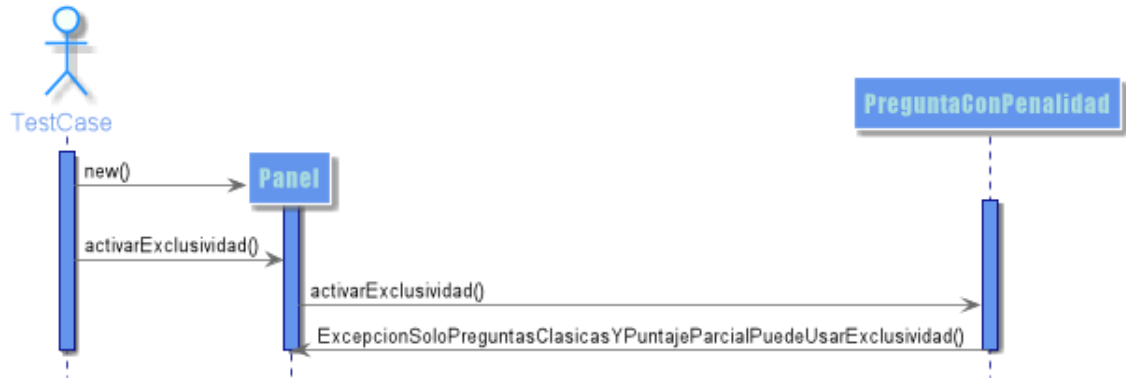 PreguntaConPenalidad
TestCase
new()
Panel
activarExclusividad()
activarExclusividad()
ExcepcionSoloPreguntasClasicasYPuntajeParcialPuedeUsarExclusividad()